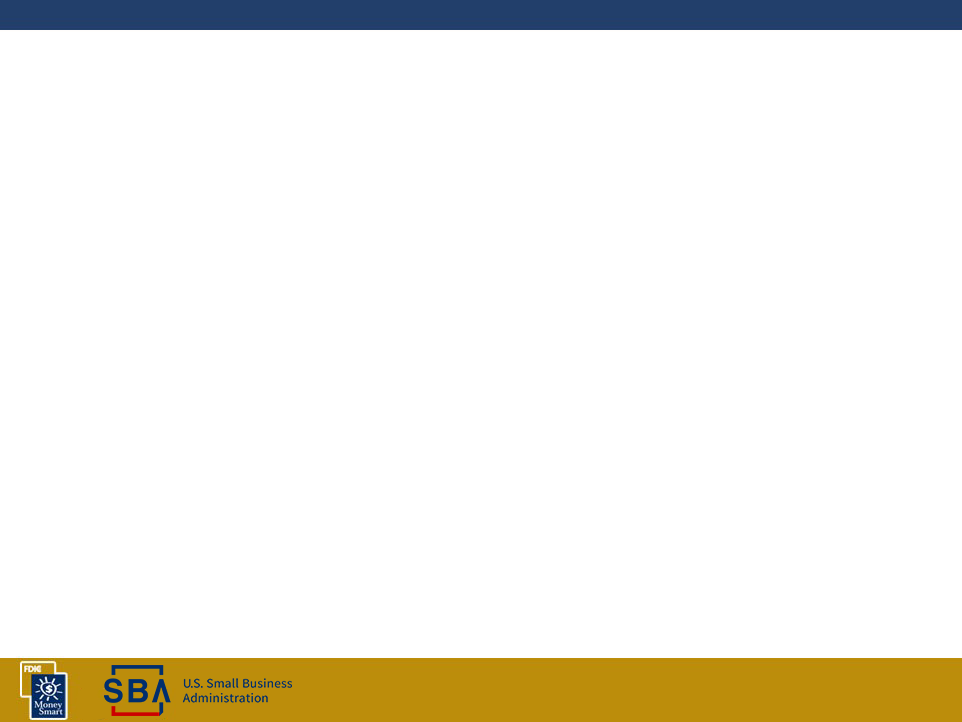 FDIC
Money
Smart
SBA
U.S. Small Business
Administration